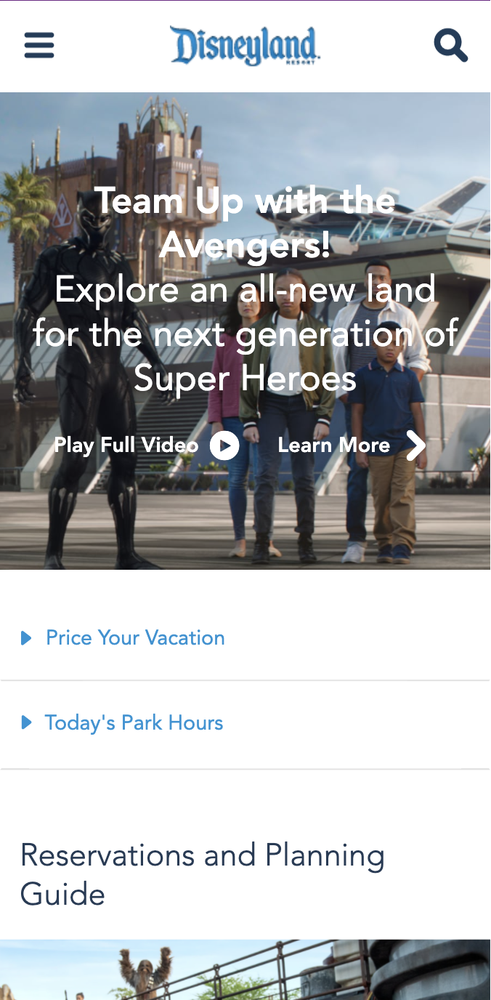 Disneyland
RESORT
Team Up with the
Avengers!
Explore an all-new land
for the next generation of
Super Heroes
Play Full Video
Learn More
Price Your Vacation
Today's Park Hours
Reservations and Planning
Guide